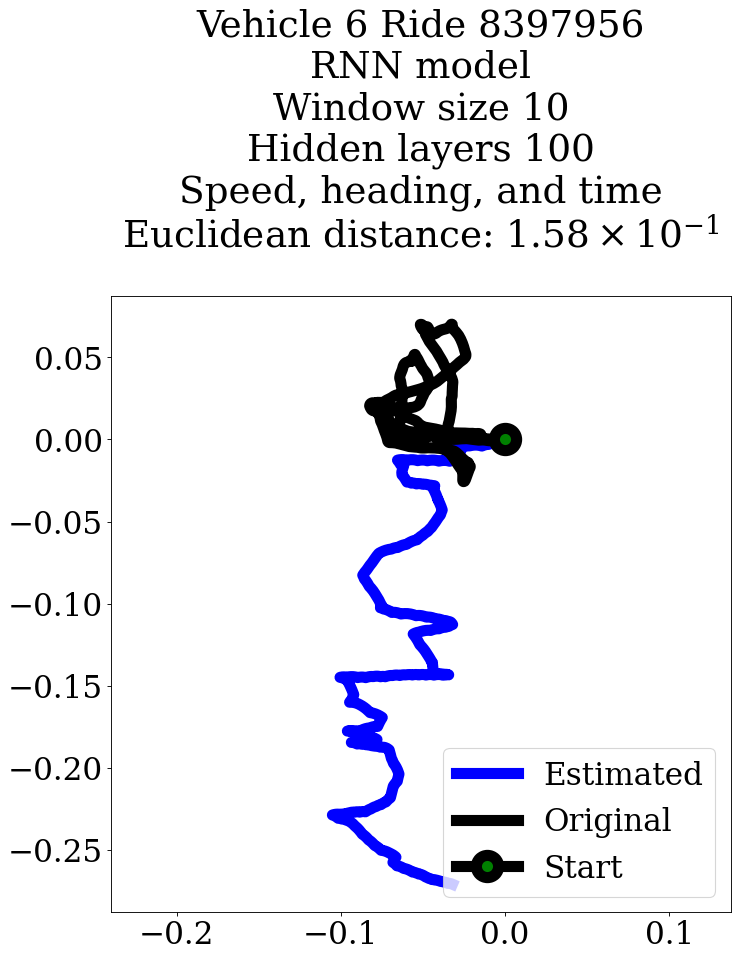 Vehicle 6 Ride 8397956
RNN model
Window size 10
Hidden layers 100
Speed, heading, and time
Euclidean distance: 1.58 × 10⁻¹
0.05
0.00
−0.05
−0.10
−0.15
−0.20
−0.25
Estimated
Original
Start
−0.2 −0.1 0.0 0.1